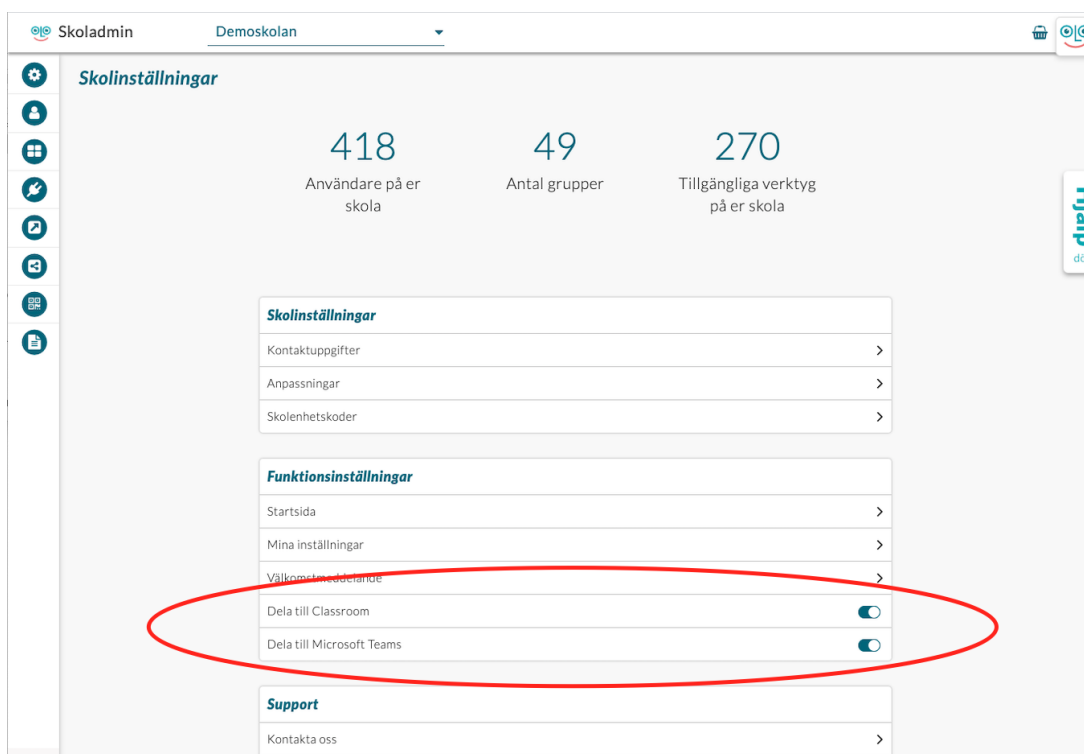 Skoladmin
Demoskolan
Skolinställningar
418
Användare på er
skola
49
Antal grupper
270
Tillgängliga verktyg
på er skola
Hjälp
Skolinställningar
Kontaktuppgifter
Anpassningar
Skolenhetskoder
Funktionsinställningar
Startsida
Mina inställningar
Välkomstmeddelande
Dela till Classroom
Dela till Microsoft Teams
Support
Kontakta oss